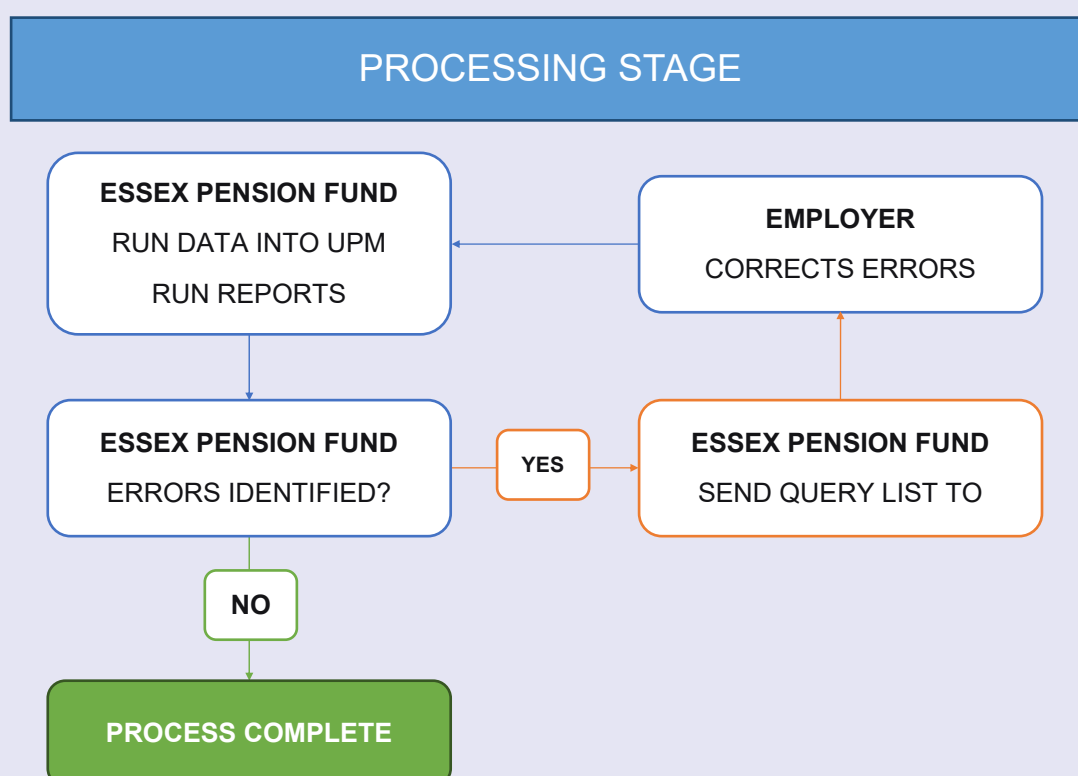 PROCESSING STAGE
ESSEX PENSION FUND
RUN DATA INTO UPM
RUN REPORTS
EMPLOYER
CORRECTS ERRORS
ESSEX PENSION FUND
ERRORS IDENTIFIED?
YES
ESSEX PENSION FUND
SEND QUERY LIST TO
NO
PROCESS COMPLETE